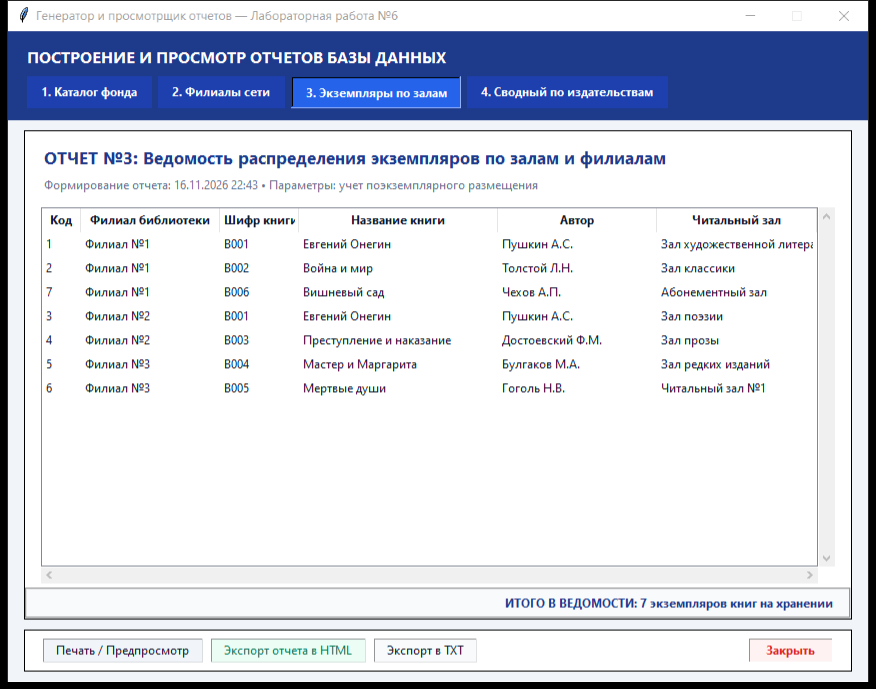 Генератор и просмотрщик отчетов — Лабораторная работа №6
ПОСТРОЕНИЕ И ПРОСМОТР ОТЧЕТОВ БАЗЫ ДАННЫХ
1. Каталог фонда 2. Филиалы сети 3. Экземпляры по залам 4. Сводный по издательствам
ОТЧЕТ №3: Ведомость распределения экземпляров по залам и филиалам
Формирование отчета: 16.11.2026 22:43 • Параметры: учет поэкземплярного размещения
Код Филиал библиотеки Шифр книги Название книги Автор Читальный зал
1 Филиал №1 B001 Евгений Онегин Пушкин А.С. Зал художественной литера
2 Филиал №1 B002 Война и мир Толстой Л.Н. Зал классики
7 Филиал №1 B006 Вишневый сад Чехов А.П. Абонементный зал
3 Филиал №2 B001 Евгений Онегин Пушкин А.С. Зал поэзии
4 Филиал №2 B003 Преступление и наказание Достоевский Ф.М. Зал прозы
5 Филиал №3 B004 Мастер и Маргарита Булгаков М.А. Зал редких изданий
6 Филиал №3 B005 Мертвые души Гоголь Н.В. Читальный зал №1
ИТОГО В ВЕДОМОСТИ: 7 экземпляров книг на хранении
Печать / Предпросмотр Экспорт отчета в HTML Экспорт в TXT Закрыть